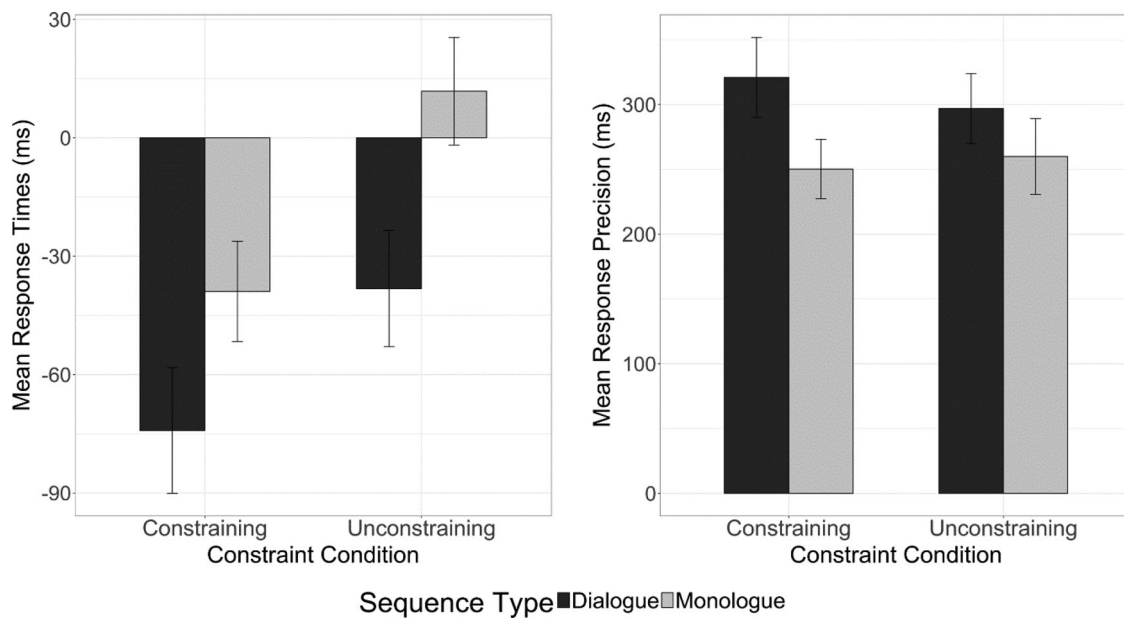 Mean Response Times (ms)
30
0
-30
-60
-90
Constraining Unconstraining
Constraint Condition
Mean Response Precision (ms)
300
200
100
0
Constraining Unconstraining
Constraint Condition
Sequence Type Dialogue Monologue